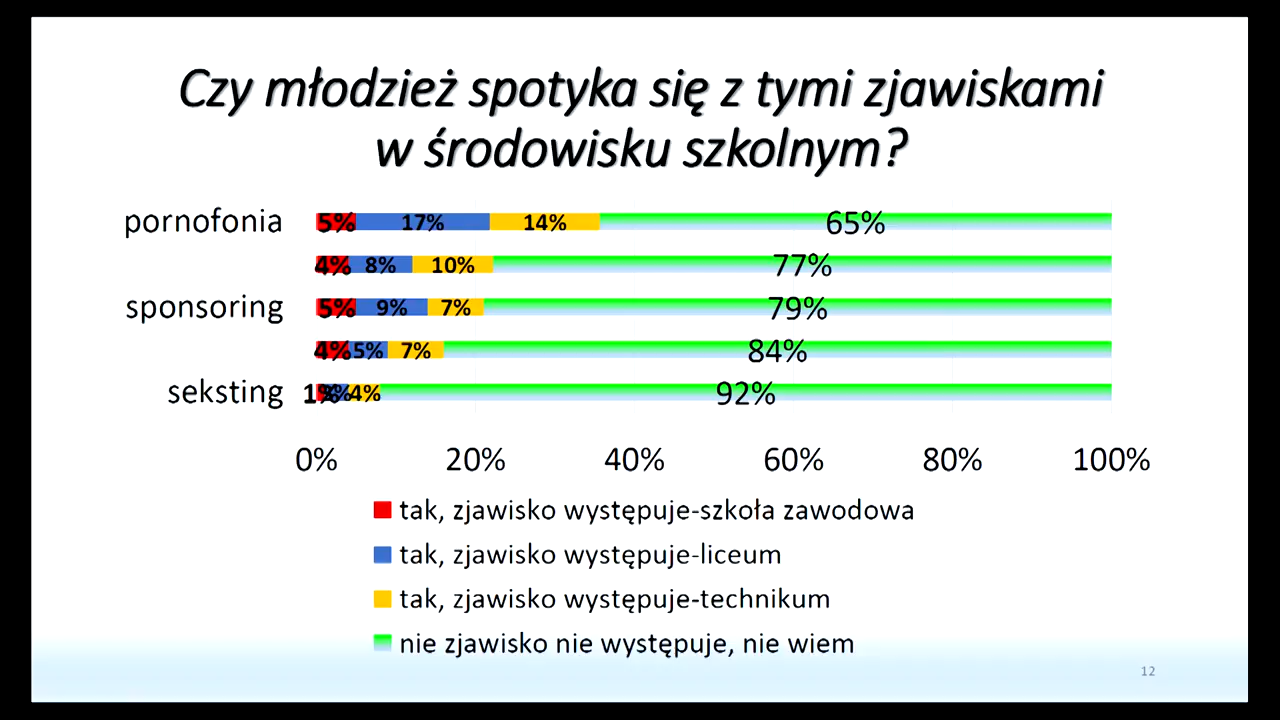 Czy młodzież spotyka się z tymi zjawiskami
w środowisku szkolnym?
pornofonia 5% 17% 14% 65%
4% 8% 10% 77%
sponsoring 5% 9% 7% 79%
4% 5% 7% 84%
seksting 1% 4% 92%
0% 20% 40% 60% 80% 100%
tak, zjawisko występuje-szkoła zawodowa
tak, zjawisko występuje-liceum
tak, zjawisko występuje-technikum
nie zjawisko nie występuje, nie wiem
12